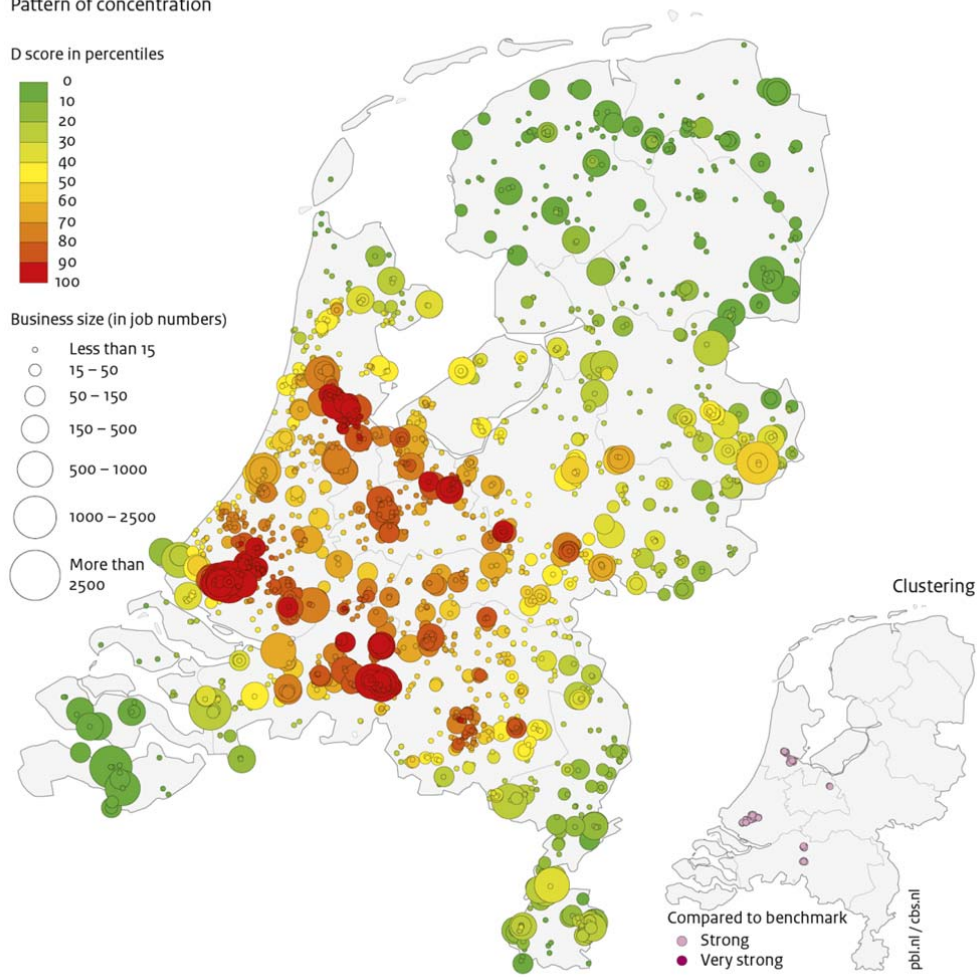 Pattern of concentration
D score in percentiles
0
10
20
30
40
50
60
70
80
90
100
Business size (in job numbers)
Less than 15
15 – 50
50 – 150
150 – 500
500 – 1000
1000 – 2500
More than
2500
Clustering
Compared to benchmark
Strong
Very strong
pbl.nl / cbs.nl